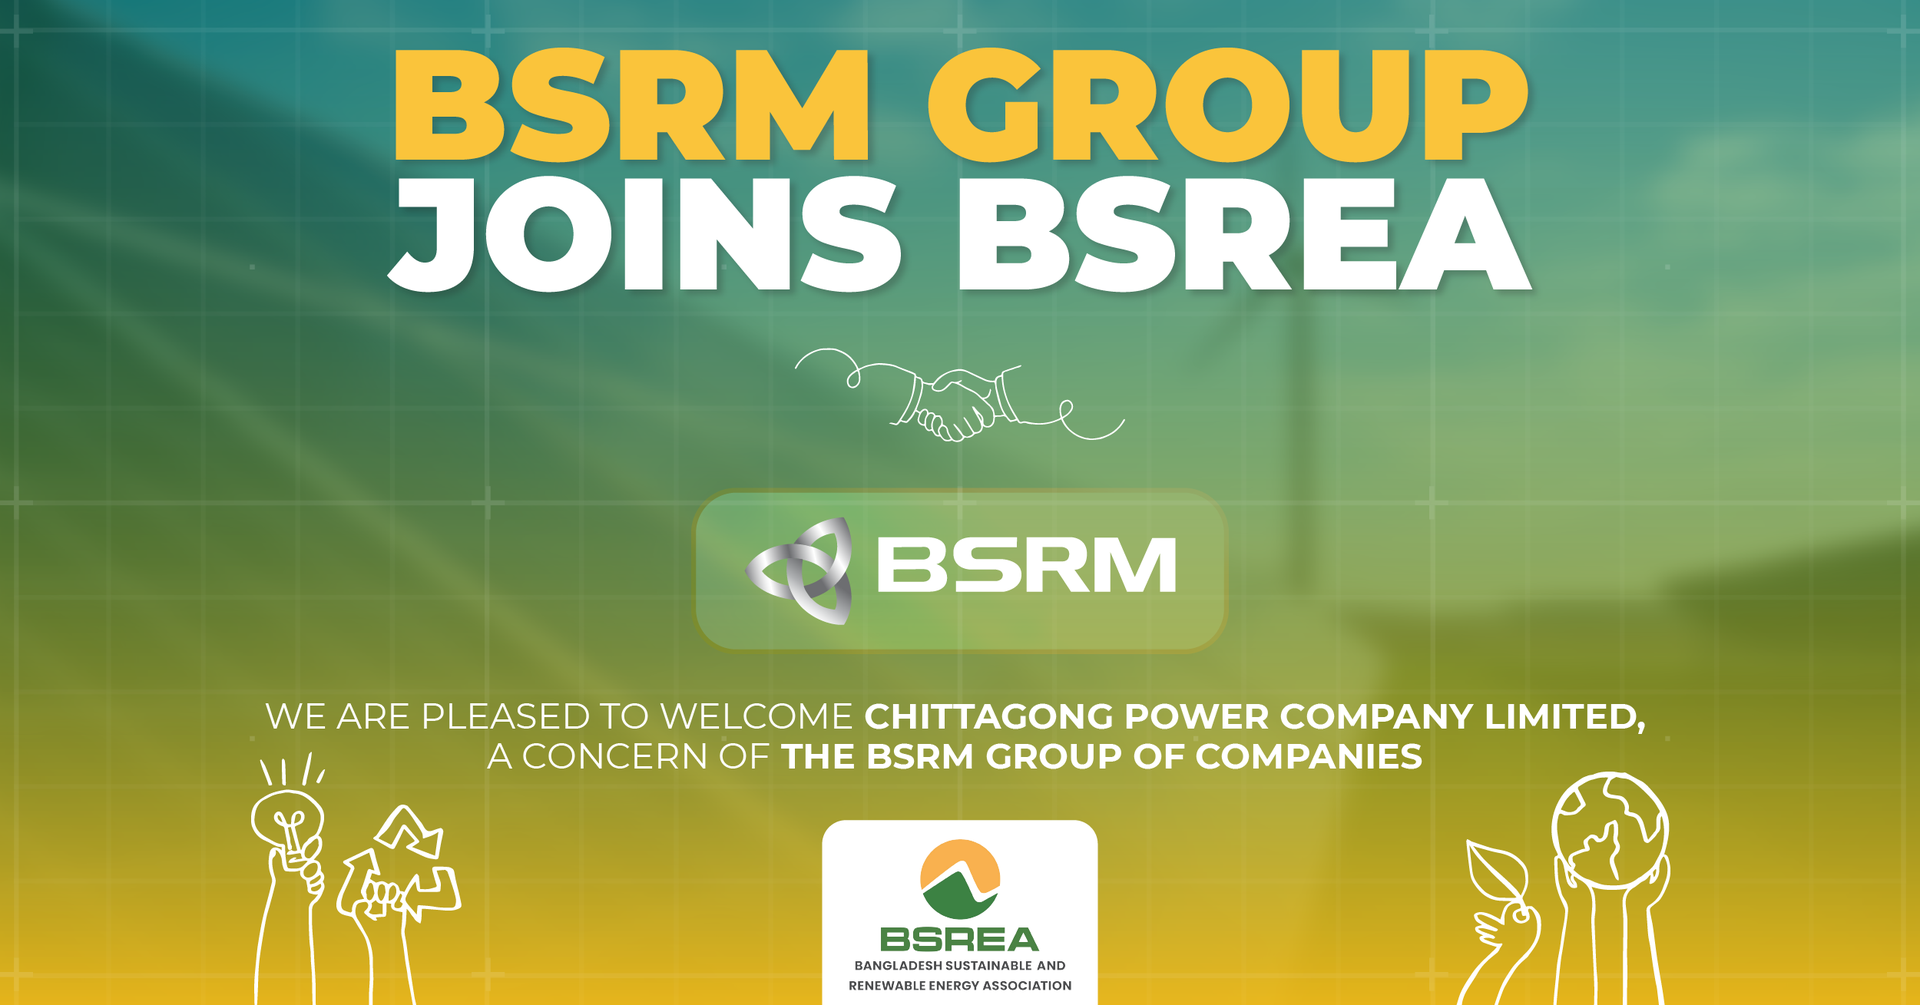 BSRM GROUP
JOINS BSREA
BSRM
WE ARE PLEASED TO WELCOME CHITTAGONG POWER COMPANY LIMITED,
A CONCERN OF THE BSRM GROUP OF COMPANIES
BSREA
BANGLADESH SUSTAINABLE AND
RENEWABLE ENERGY ASSOCIATION